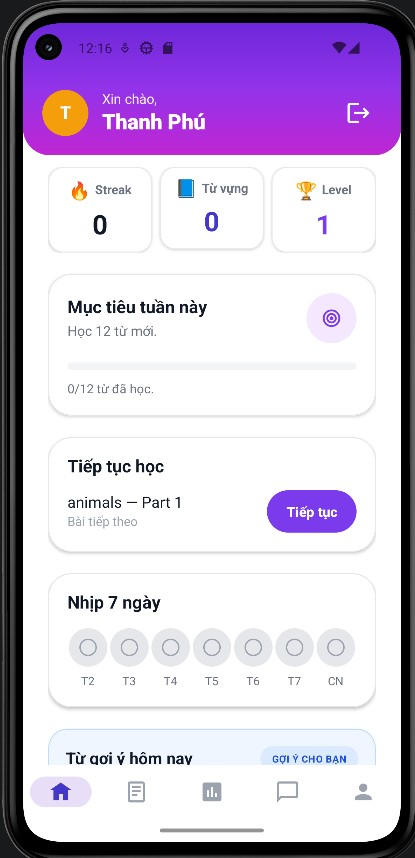 12:16
T
Xin chào,
Thanh Phú
Streak
0
Từ vựng
0
Level
1
Mục tiêu tuần này
Học 12 từ mới.
0/12 từ đã học.
Tiếp tục học
animals — Part 1
Bài tiếp theo
Tiếp tục
Nhịp 7 ngày
T2 T3 T4 T5 T6 T7 CN
Từ gợi ý hôm nay
GỢI Ý CHO BẠN